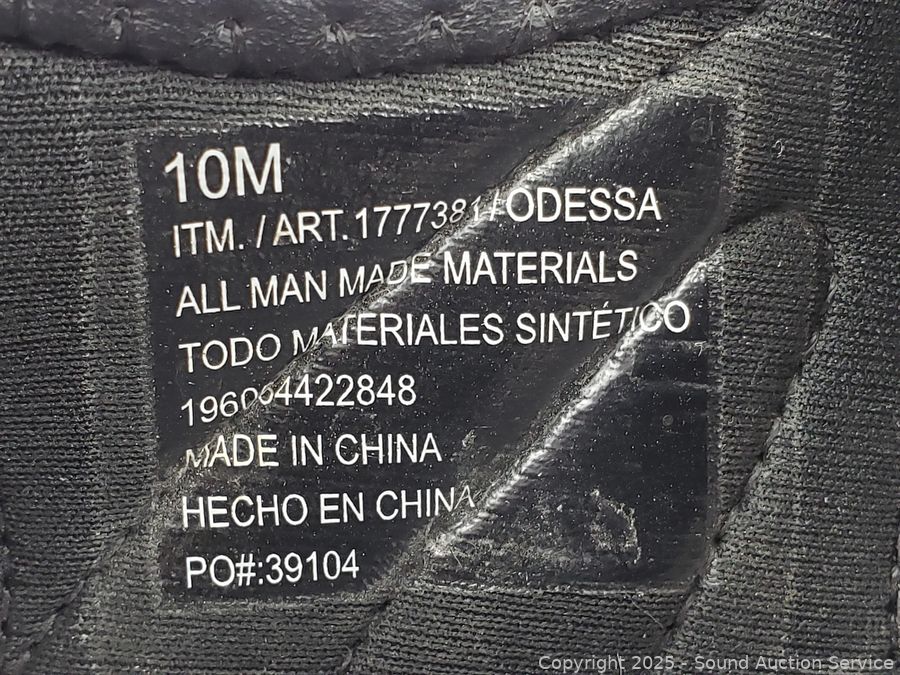 10M
ITM. / ART.1777381/ODESSA
ALL MAN MADE MATERIALS
TODO MATERIALES SINTÉTICO
196004422848
MADE IN CHINA
HECHO EN CHINA
PO#:39104
Copyright 2025 - Sound Auction Service